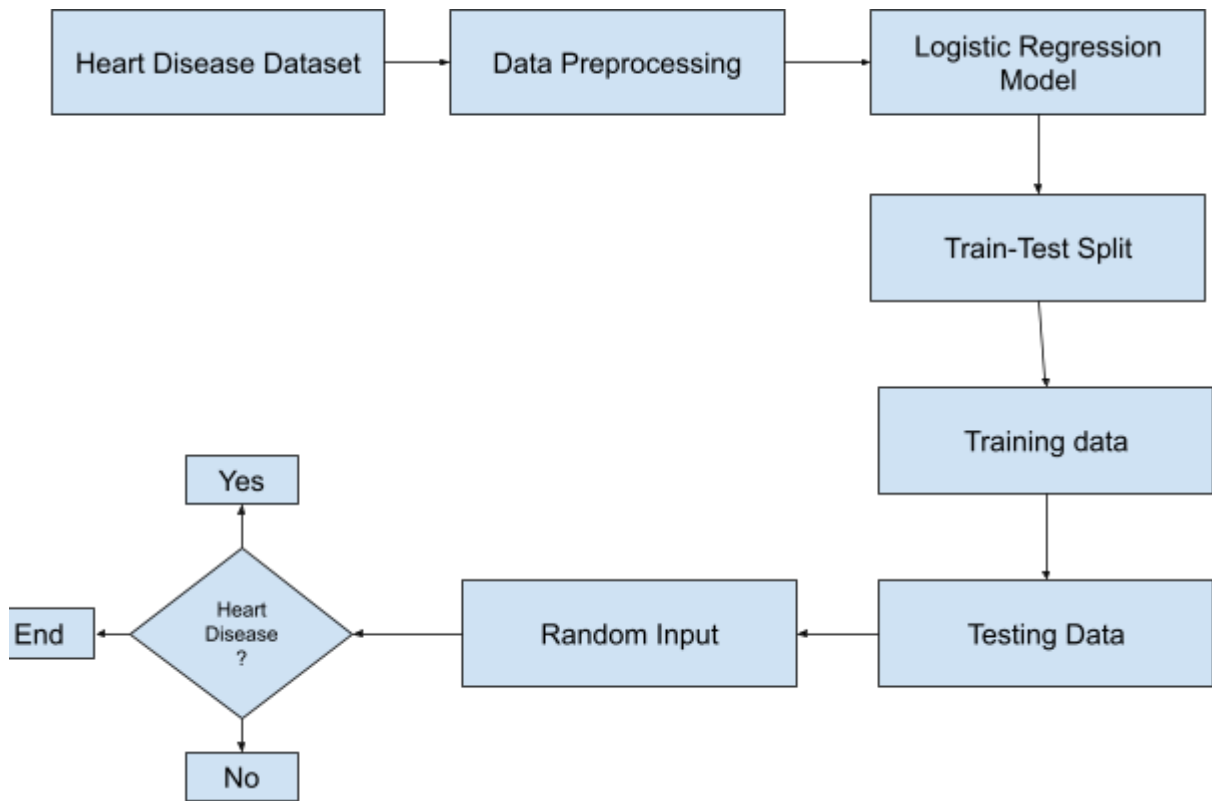 Heart Disease Dataset
Data Preprocessing
Logistic Regression
Model
Train-Test Split
Training data
Testing Data
Random Input
Heart
Disease
?
Yes
End
No